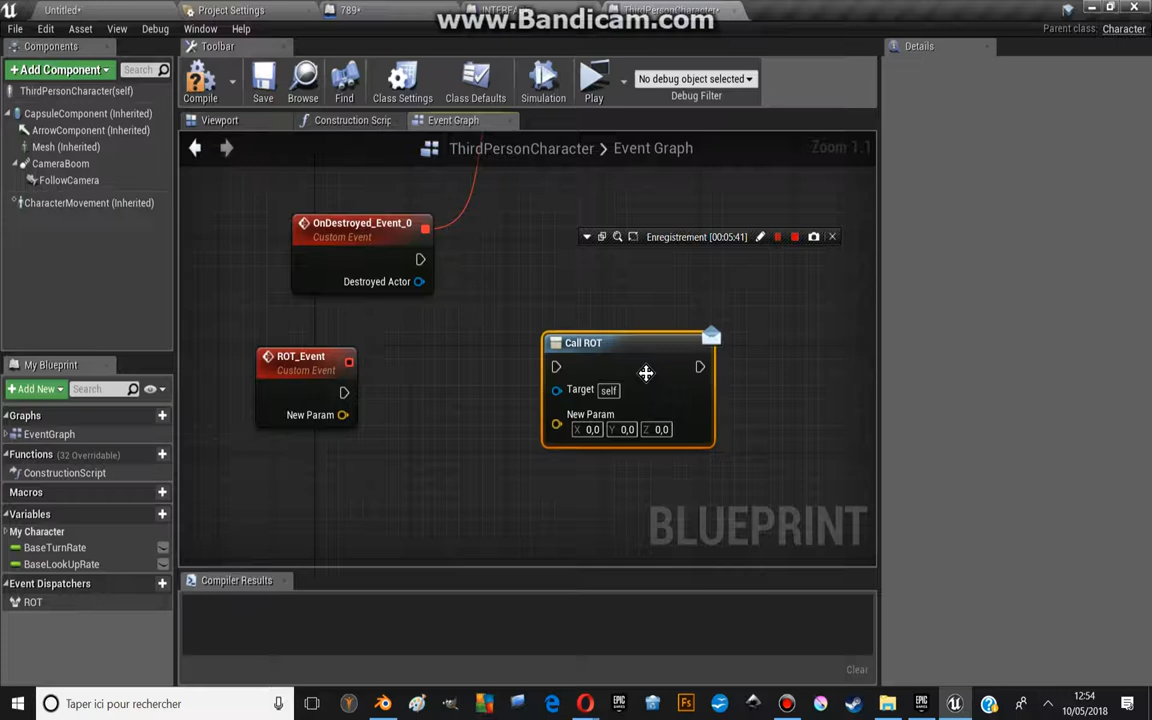 Untitled*
Project Settings
789*
ThirdPersonCharacter*
www.Bandicam.com
File Edit Asset View Debug Window Help
Parent class: Character
Components
Toolbar
Details
+Add Component
Search
Compile
Save
Browse
Find
Class Settings
Class Defaults
Simulation
Play
No debug object selected
Debug Filter
ThirdPersonCharacter(self)
CapsuleComponent (Inherited)
ArrowComponent (Inherited)
Mesh (Inherited)
CameraBoom
FollowCamera
CharacterMovement (Inherited)
Viewport
Construction Scrip
Event Graph
ThirdPersonCharacter > Event Graph
Zoom 1:1
OnDestroyed_Event_0
Custom Event
Destroyed Actor
Enregistrement [00:05:41]
ROT_Event
Custom Event
New Param
Call ROT
Target self
New Param
X 0,0 Y 0,0 Z 0,0
BLUEPRINT
My Blueprint
+Add New
Search
Graphs
EventGraph
Functions (32 Overridable)
ConstructionScript
Macros
Variables
My Character
BaseTurnRate
BaseLookUpRate
Event Dispatchers
ROT
Compiler Results
Clear
Taper ici pour rechercher
12:54
10/05/2018